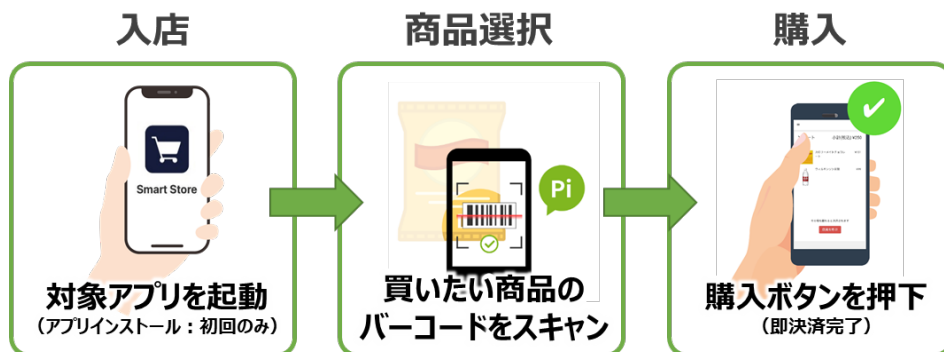 入店
商品選択
購入
Smart Store
対象アプリを起動
（アプリインストール：初回のみ）
Pi
買いたい商品の
バーコードをスキャン
購入ボタンを押下
（即決済完了）